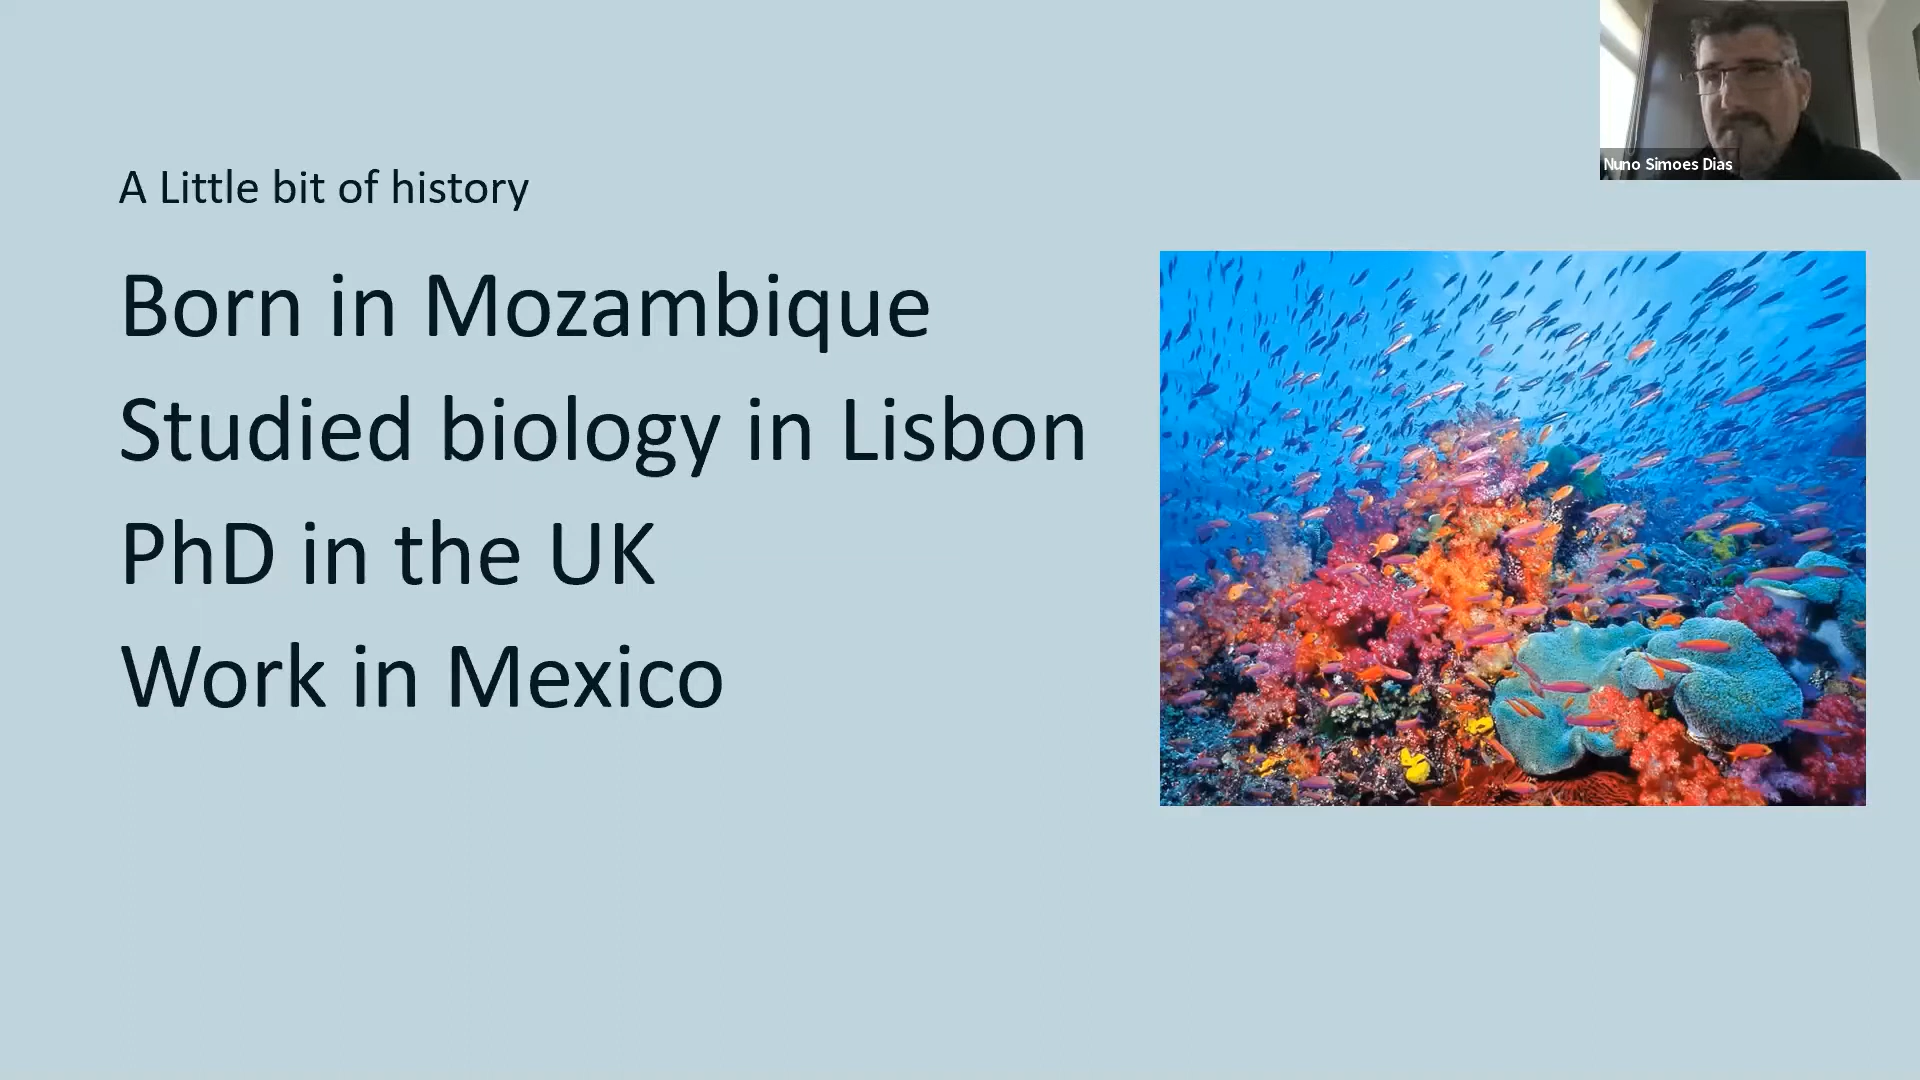 Nuno Simoes Dias
A Little bit of history
Born in Mozambique
Studied biology in Lisbon
PhD in the UK
Work in Mexico